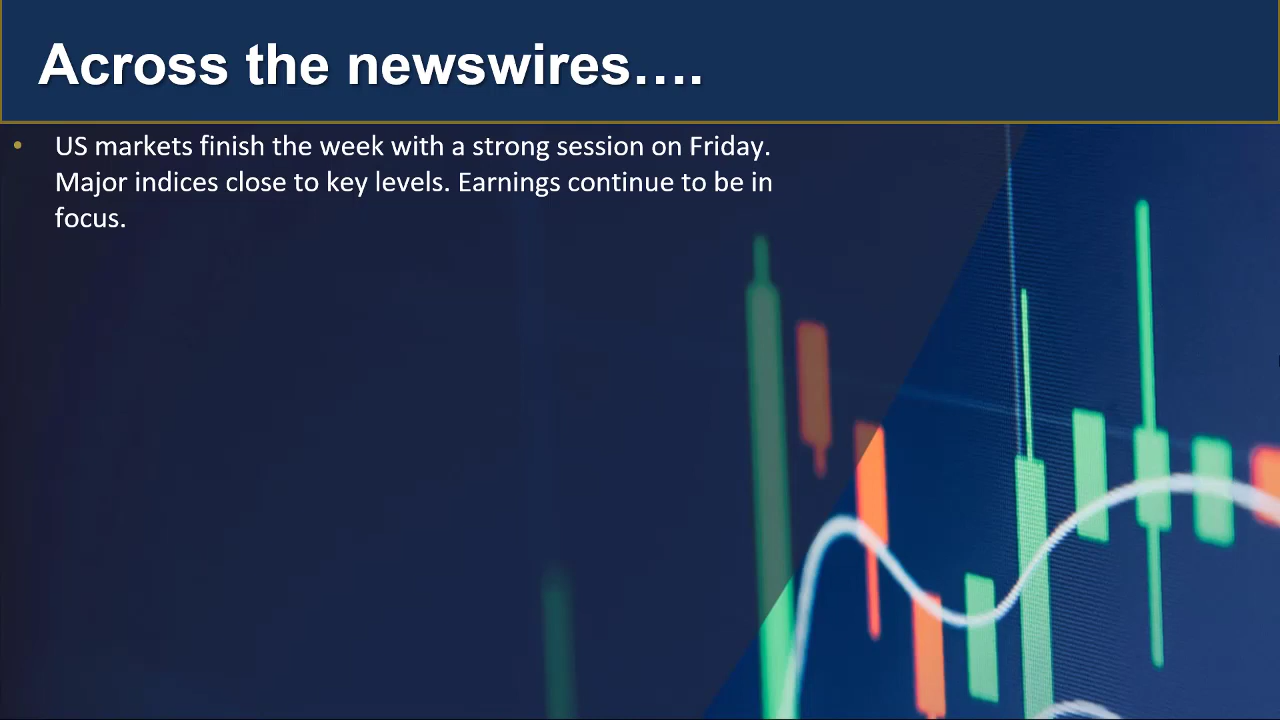 Across the newswires….
• US markets finish the week with a strong session on Friday.
Major indices close to key levels. Earnings continue to be in
focus.